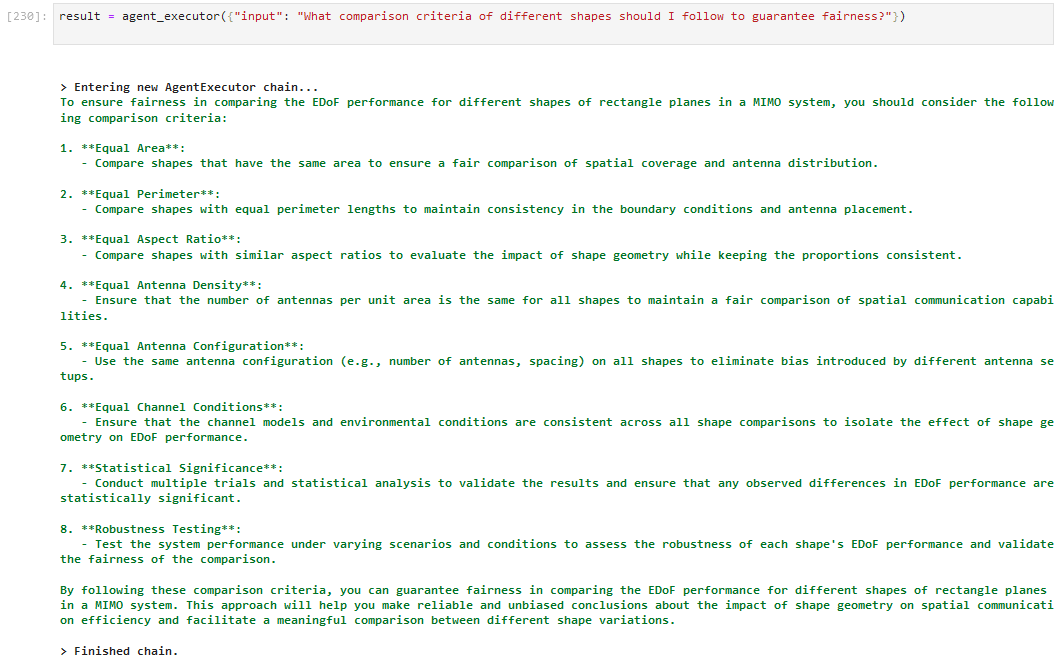 [230]: result = agent_executor({"input": "What comparison criteria of different shapes should I follow to guarantee fairness?"})
> Entering new AgentExecutor chain...
To ensure fairness in comparing the EDoF performance for different shapes of rectangle planes in a MIMO system, you should consider the follow
ing comparison criteria:
1. **Equal Area**:
- Compare shapes that have the same area to ensure a fair comparison of spatial coverage and antenna distribution.
2. **Equal Perimeter**:
- Compare shapes with equal perimeter lengths to maintain consistency in the boundary conditions and antenna placement.
3. **Equal Aspect Ratio**:
- Compare shapes with similar aspect ratios to evaluate the impact of shape geometry while keeping the proportions consistent.
4. **Equal Antenna Density**:
- Ensure that the number of antennas per unit area is the same for all shapes to maintain a fair comparison of spatial communication capabi
lities.
5. **Equal Antenna Configuration**:
- Use the same antenna configuration (e.g., number of antennas, spacing) on all shapes to eliminate bias introduced by different antenna se
tups.
6. **Equal Channel Conditions**:
- Ensure that the channel models and environmental conditions are consistent across all shape comparisons to isolate the effect of shape ge
ometry on EDoF performance.
7. **Statistical Significance**:
- Conduct multiple trials and statistical analysis to validate the results and ensure that any observed differences in EDoF performance are
statistically significant.
8. **Robustness Testing**:
- Test the system performance under varying scenarios and conditions to assess the robustness of each shape's EDoF performance and validate
the fairness of the comparison.
By following these comparison criteria, you can guarantee fairness in comparing the EDoF performance for different shapes of rectangle planes
in a MIMO system. This approach will help you make reliable and unbiased conclusions about the impact of shape geometry on spatial communicati
on efficiency and facilitate a meaningful comparison between different shape variations.
> Finished chain.